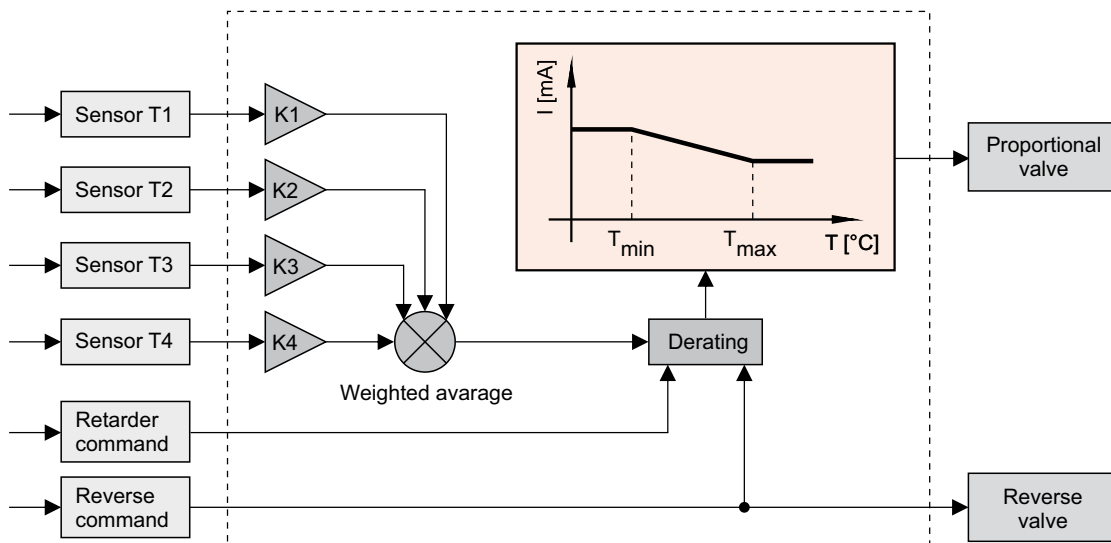 Sensor T1
K1
Sensor T2
K2
Sensor T3
K3
Sensor T4
K4
Weighted avarage
Retarder
command
Reverse
command
Derating
I [mA]
T min
T max
T [°C]
Proportional
valve
Reverse
valve